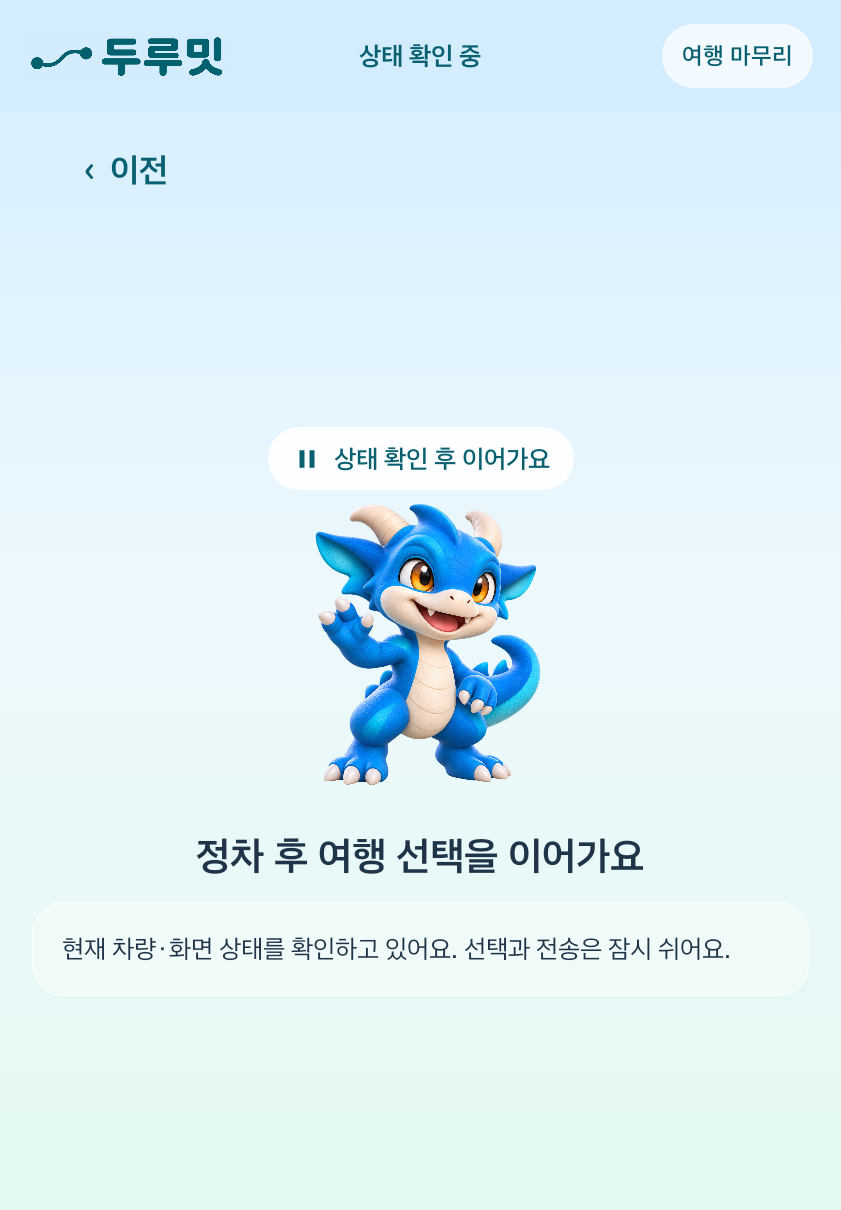 두루밋
상태 확인 중
여행 마무리
‹ 이전
상태 확인 후 이어가요
정차 후 여행 선택을 이어가요
현재 차량·화면 상태를 확인하고 있어요. 선택과 전송은 잠시 쉬어요.